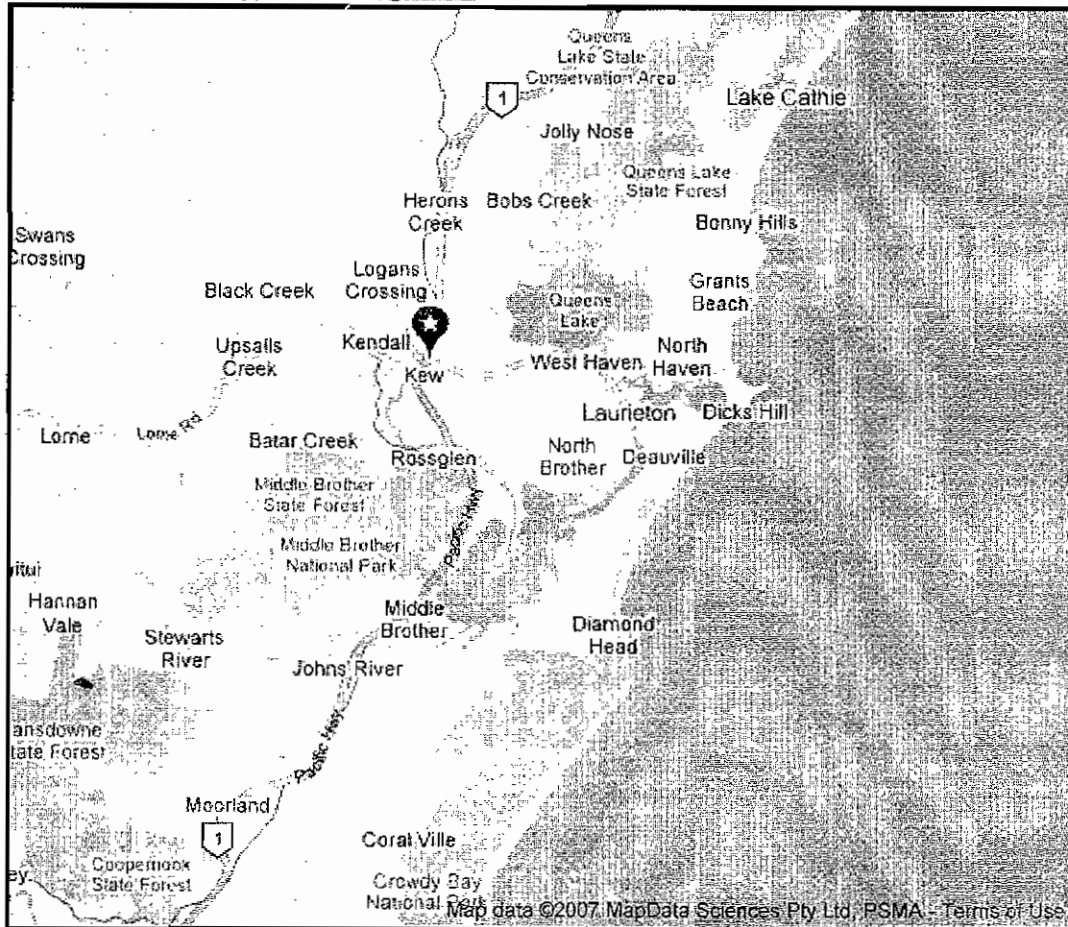 Queens
Lake State
Conservation Area
Lake Cathie
1
Jolly Nose
Queens Lake
State Forest
Herons
Creek
Bobs Creek
Bonny Hills
Swans
Crossing
Logans
Crossing
Black Creek
Grants
Beach
Queens
Lake
Kendall
Upsalls
Creek
West Haven
North
Haven
Kew
Laurieton
Dicks Hill
Lorne
Lorne Rd
Batar Creek
Rossglen
North
Brother
Deauville
Middle Brother
State Forest
Pacific Hwy
Middle Brother
National Park
Hannan
Vale
Middle
Brother
Diamond
Head
Stewarts
River
Johns River
ansdowne
tate Forest
Pacific Hwy
Moorland
1
Coral Ville
Coopernook
State Forest
ey
Crowdy Bay
National Park
Map data ©2007 MapData Sciences Pty Ltd, PSMA - Terms of Use